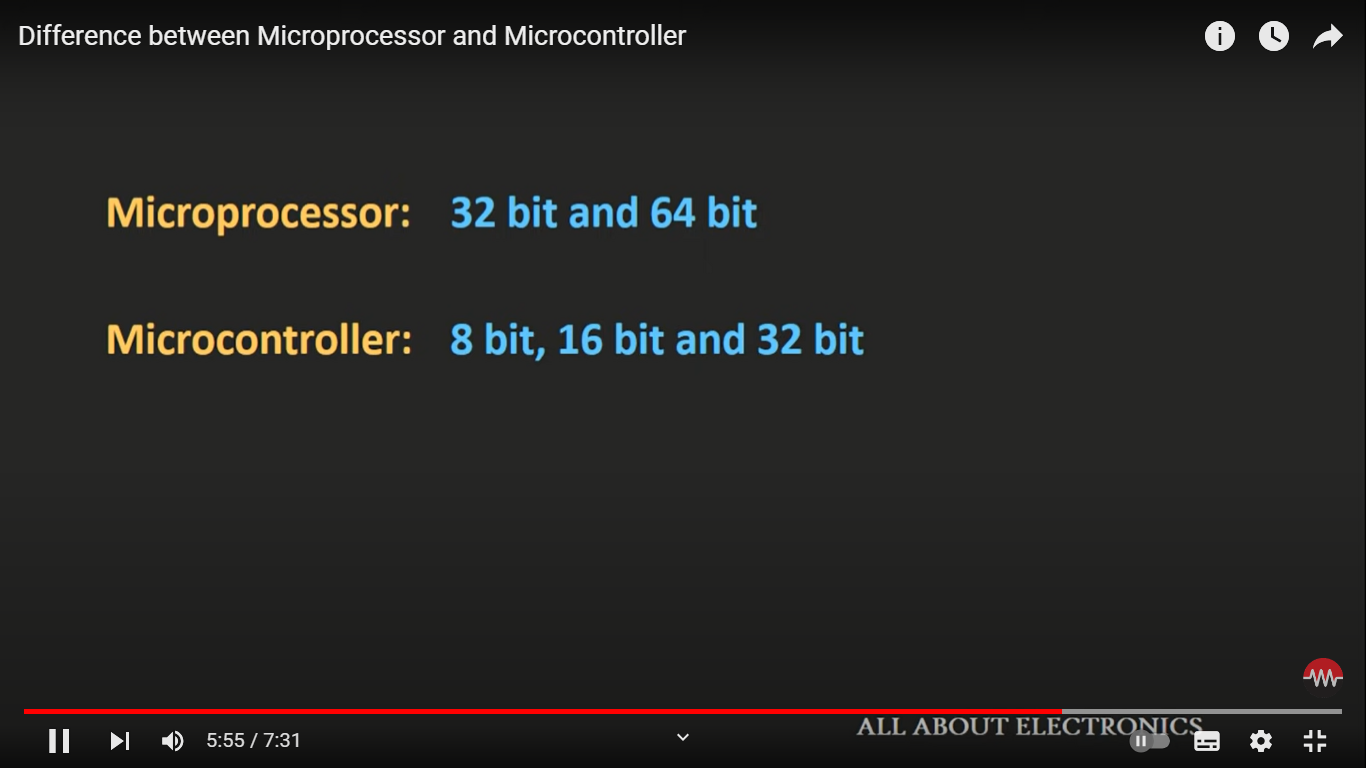 Difference between Microprocessor and Microcontroller
Microprocessor: 32 bit and 64 bit
Microcontroller: 8 bit, 16 bit and 32 bit
ALL ABOUT ELECTRONICS
5:55 / 7:31